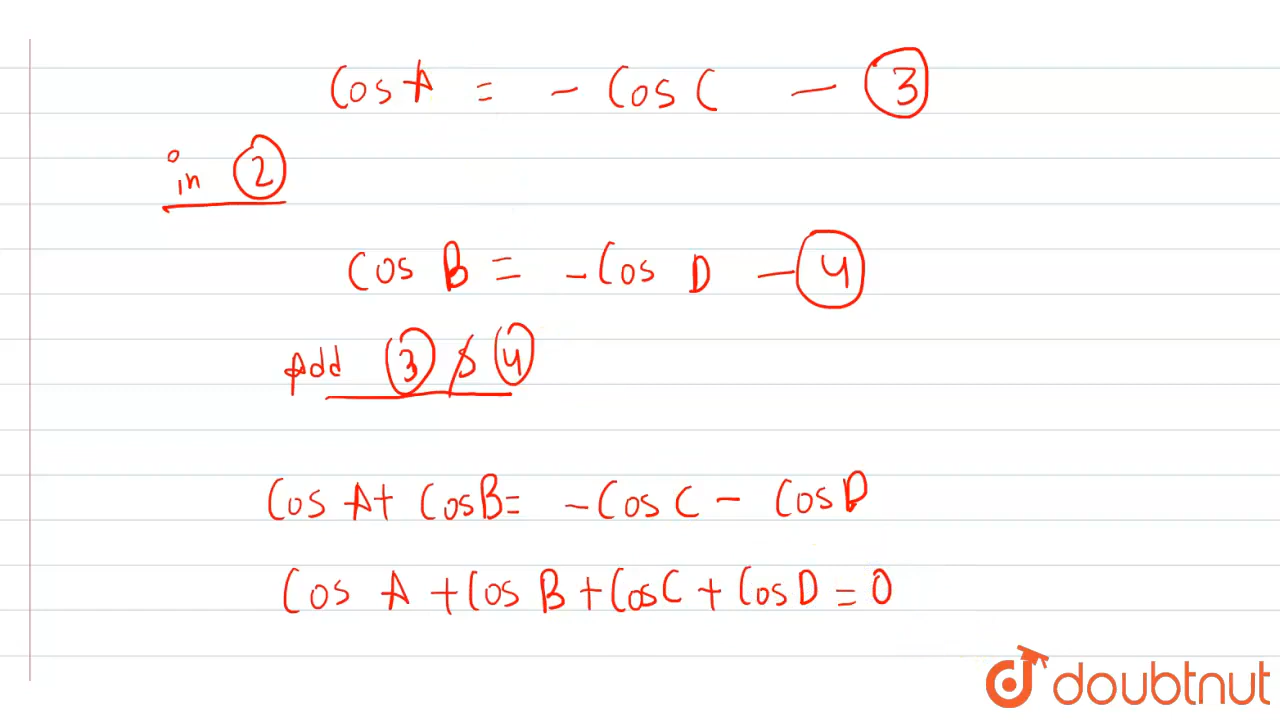 Cos A = - Cos C - 3
in 2
Cos B = - Cos D - 4
Add 3 & 4
Cos A + Cos B = - Cos C - Cos D
Cos A + Cos B + Cos C + Cos D = 0
doubtnut